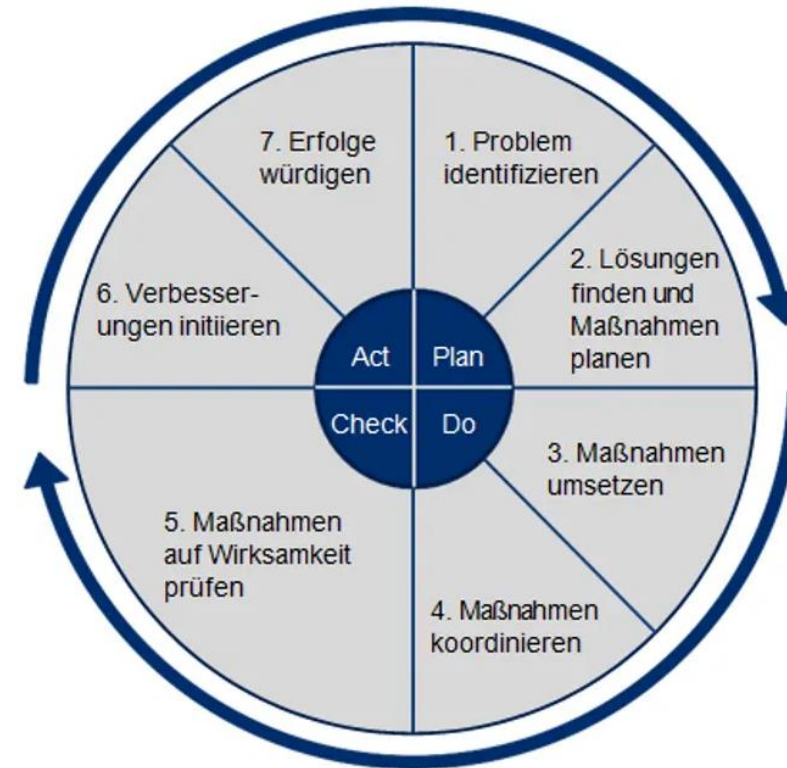 1. Problem
identifizieren
2. Lösungen
finden und
Maßnahmen
planen
3. Maßnahmen
umsetzen
4. Maßnahmen
koordinieren
5. Maßnahmen
auf Wirksamkeit
prüfen
6. Verbesser-
ungen initiieren
7. Erfolge
würdigen
Act
Plan
Check
Do